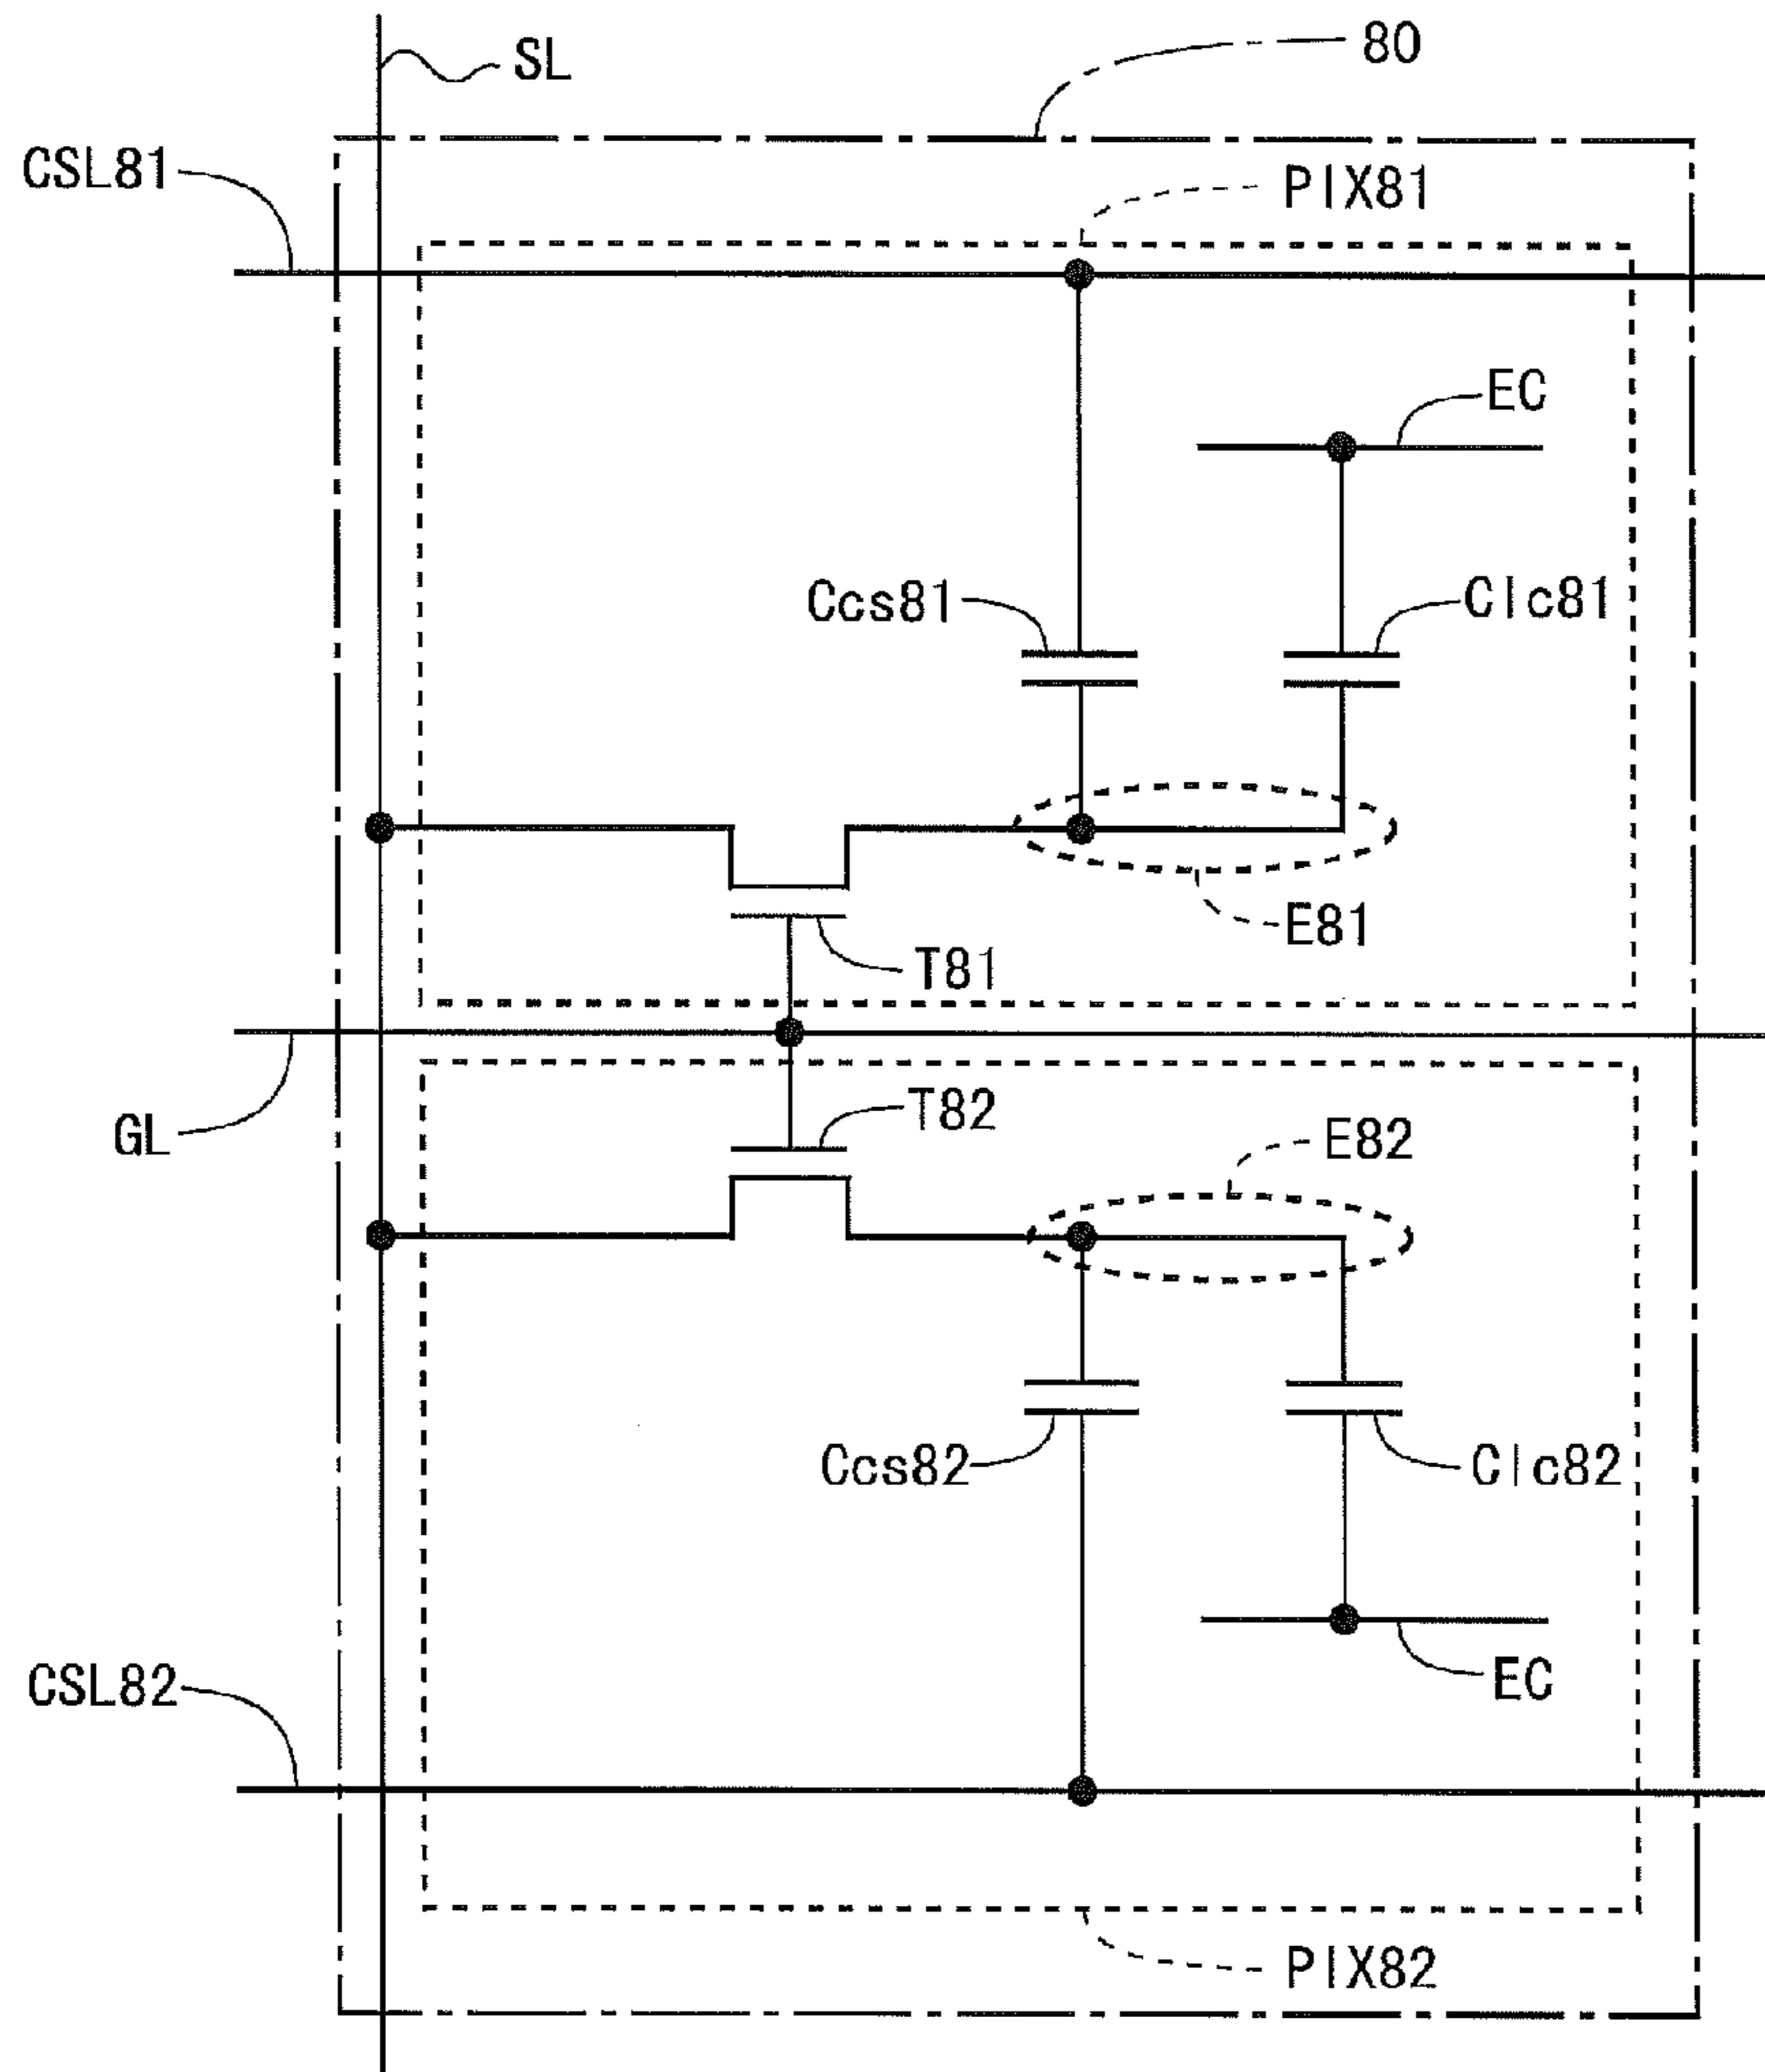 SL
80
CSL81
PIX81
EC
Ccs81
Clc81
E81
T81
GL
T82
E82
Ccs82
Clc82
CSL82
EC
PIX82